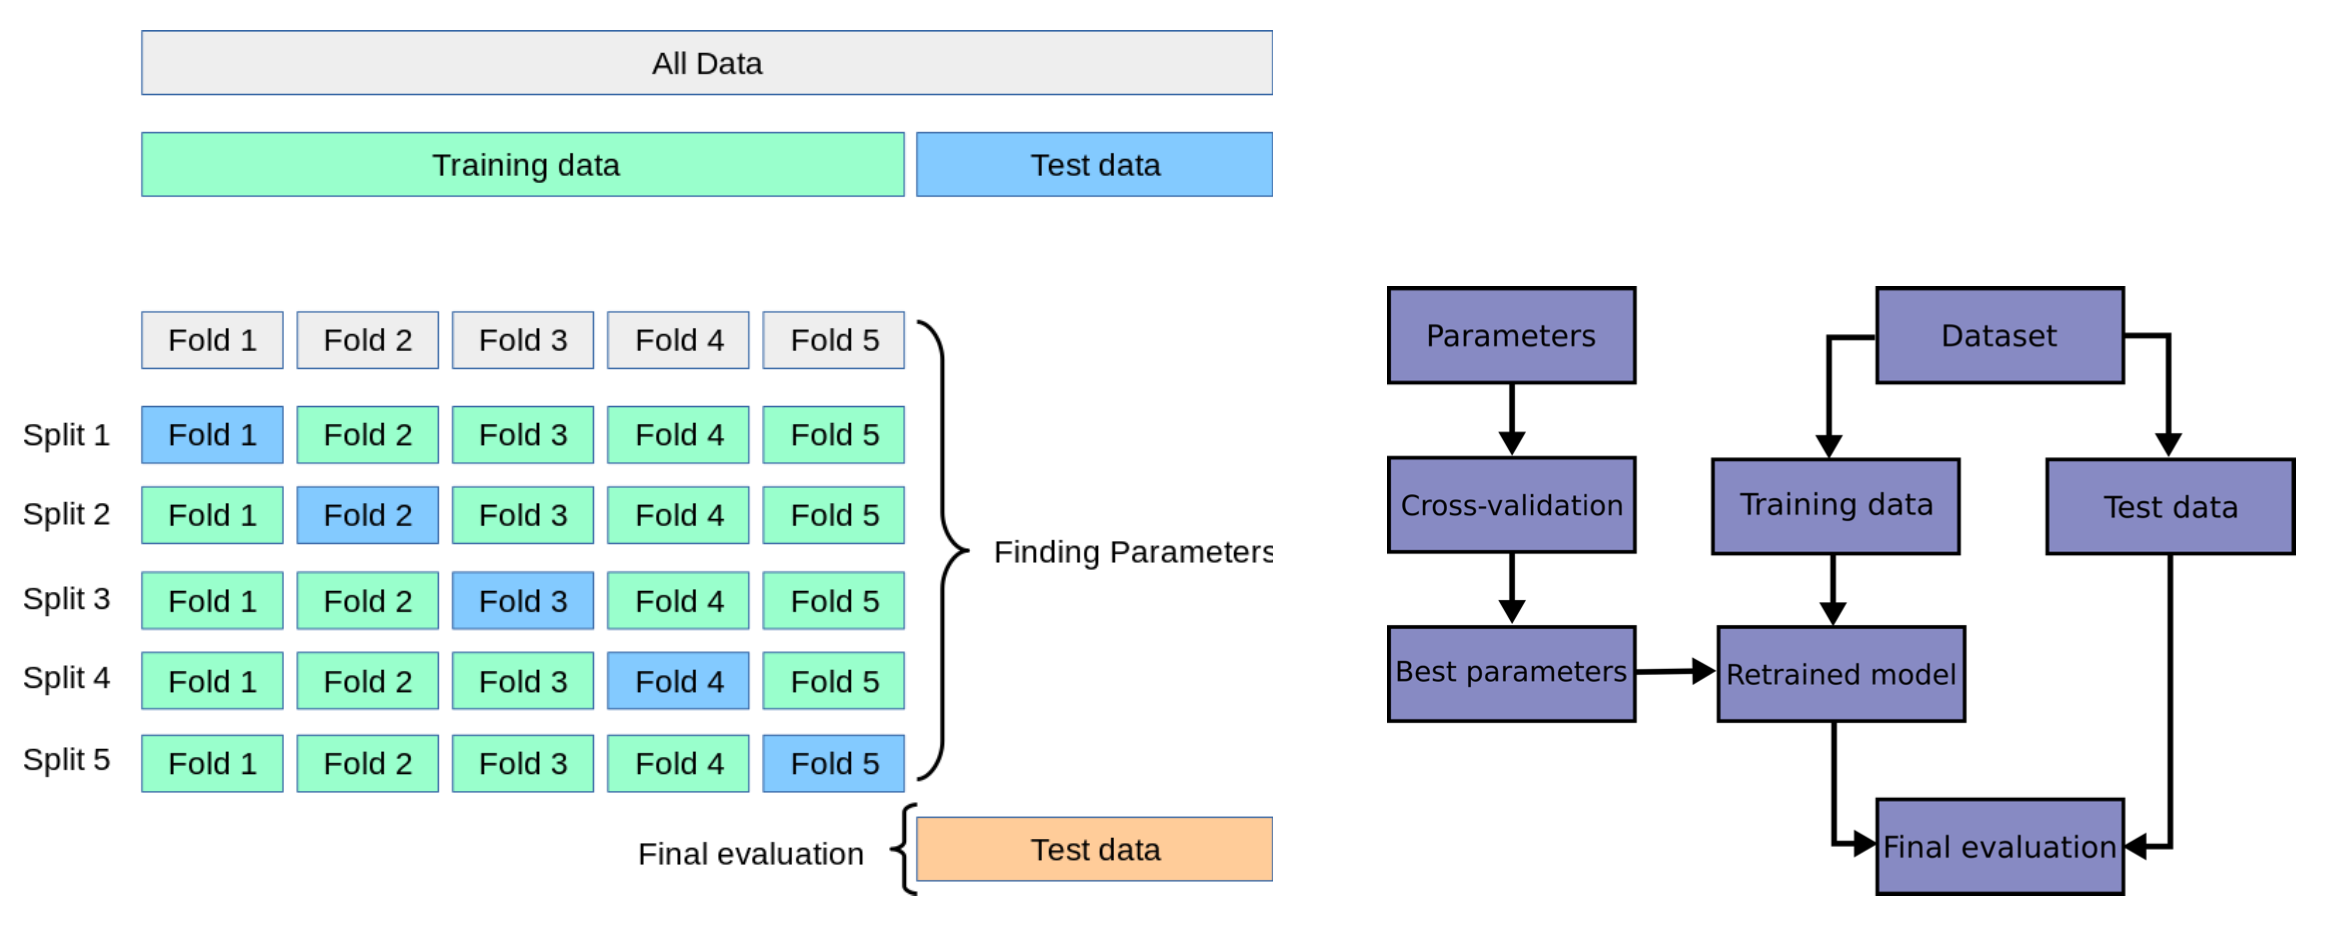 All Data
Training data Test data
Fold 1 Fold 2 Fold 3 Fold 4 Fold 5
Split 1 Fold 1 Fold 2 Fold 3 Fold 4 Fold 5
Split 2 Fold 1 Fold 2 Fold 3 Fold 4 Fold 5
Split 3 Fold 1 Fold 2 Fold 3 Fold 4 Fold 5
Split 4 Fold 1 Fold 2 Fold 3 Fold 4 Fold 5
Split 5 Fold 1 Fold 2 Fold 3 Fold 4 Fold 5
Finding Parameters
Final evaluation Test data
Parameters Dataset
Cross-validation Training data Test data
Best parameters Retrained model
Final evaluation